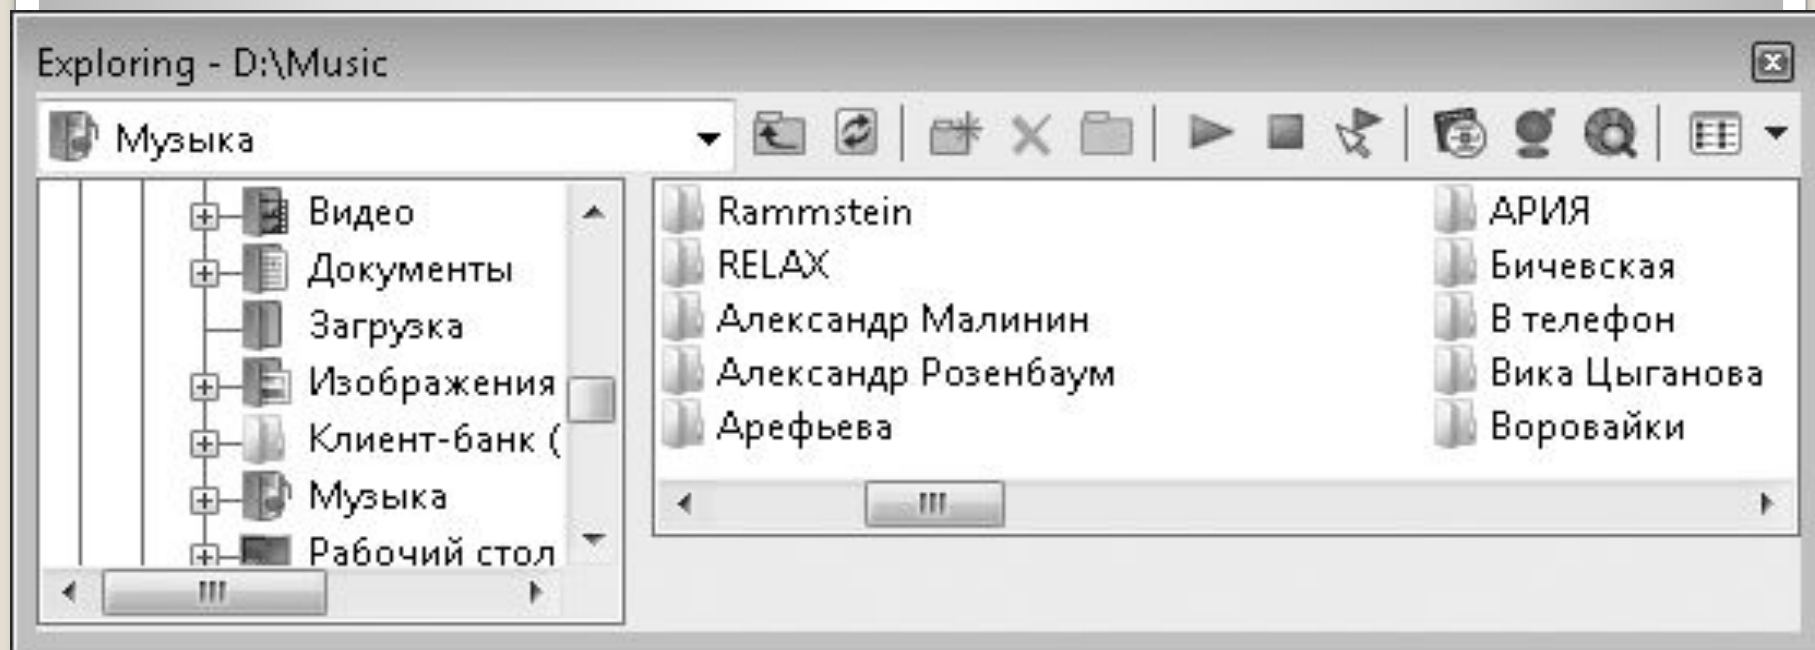 Exploring - D:\Music
Музыка
Видео
Документы
Загрузка
Изображения
Клиент-банк (
Музыка
Рабочий стол
Rammstein
RELAX
Александр Малинин
Александр Розенбаум
Арефьева
АРИЯ
Бичевская
В телефон
Вика Цыганова
Воровайки